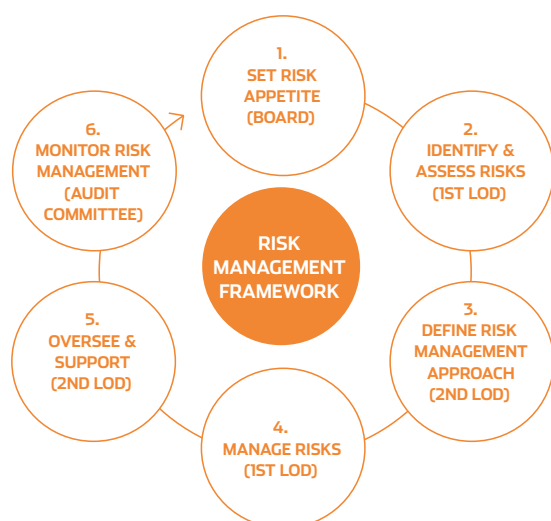 1.
SET RISK
APPETITE
(BOARD)
2.
IDENTIFY &
ASSESS RISKS
(1ST LOD)
3.
DEFINE RISK
MANAGEMENT
APPROACH
(2ND LOD)
4.
MANAGE RISKS
(1ST LOD)
5.
OVERSEE &
SUPPORT
(2ND LOD)
6.
MONITOR RISK
MANAGEMENT
(AUDIT
COMMITTEE)
RISK
MANAGEMENT
FRAMEWORK